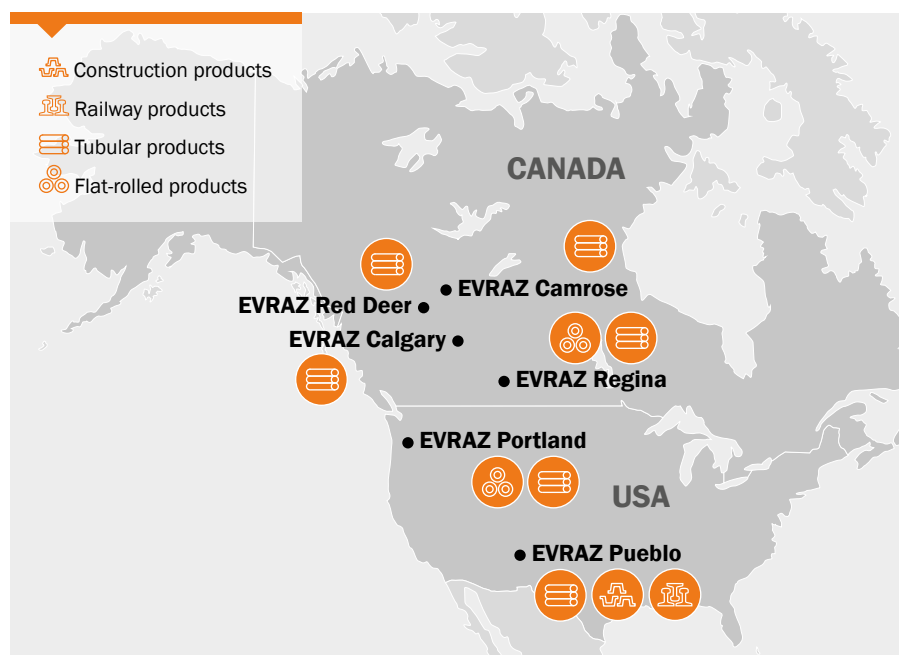 Construction products
Railway products
Tubular products
Flat-rolled products
CANADA
EVRAZ Camrose
EVRAZ Red Deer
EVRAZ Calgary
EVRAZ Regina
EVRAZ Portland
USA
EVRAZ Pueblo